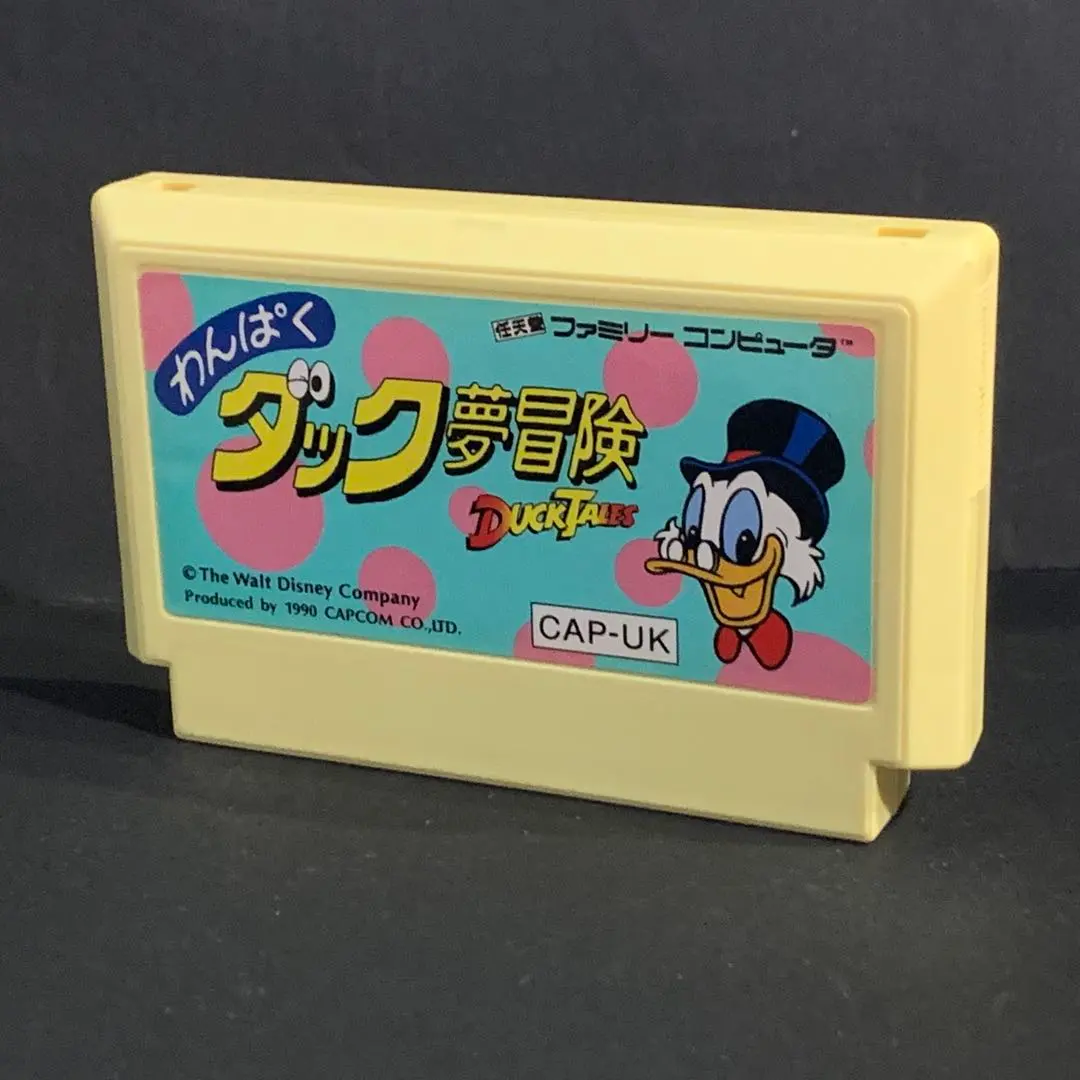 任天堂 ファミリー コンピュータ™
わんぱく
ダック夢冒険
DUCKTALES
© The Walt Disney Company
Produced by 1990 CAPCOM CO.,LTD.
CAP-UK